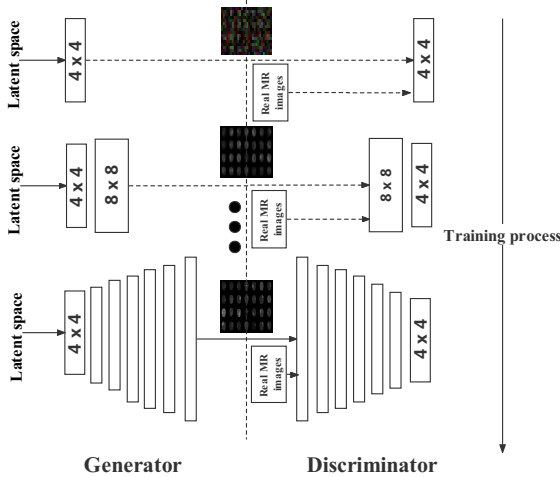 Latent space
4 x 4
Real MR
images
4 x 4
Latent space
4 x 4
8 x 8
Real MR
images
8 x 8
4 x 4
Training process
Latent space
4 x 4
Real MR
images
4 x 4
Generator
Discriminator